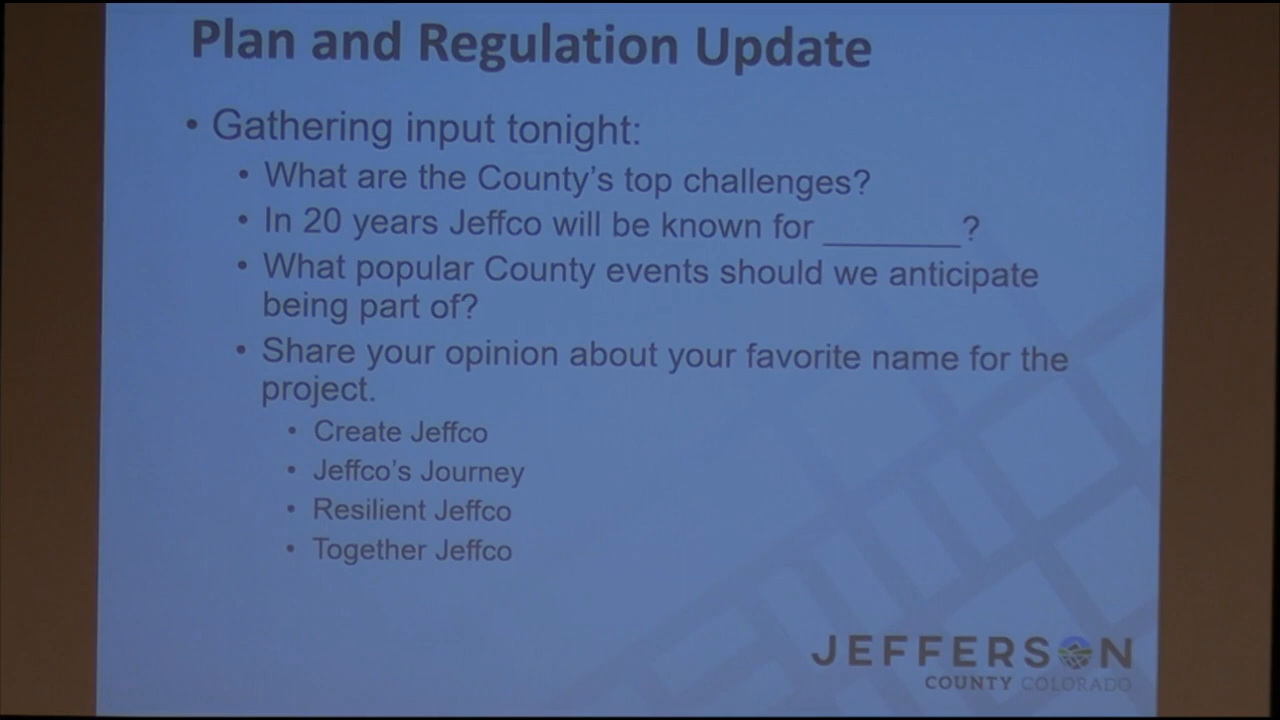 Plan and Regulation Update
• Gathering input tonight:
• What are the County's top challenges?
• In 20 years Jeffco will be known for ________?
• What popular County events should we anticipate
being part of?
• Share your opinion about your favorite name for the
project.
• Create Jeffco
• Jeffco's Journey
• Resilient Jeffco
• Together Jeffco
JEFFERSON
COUNTY COLORADO